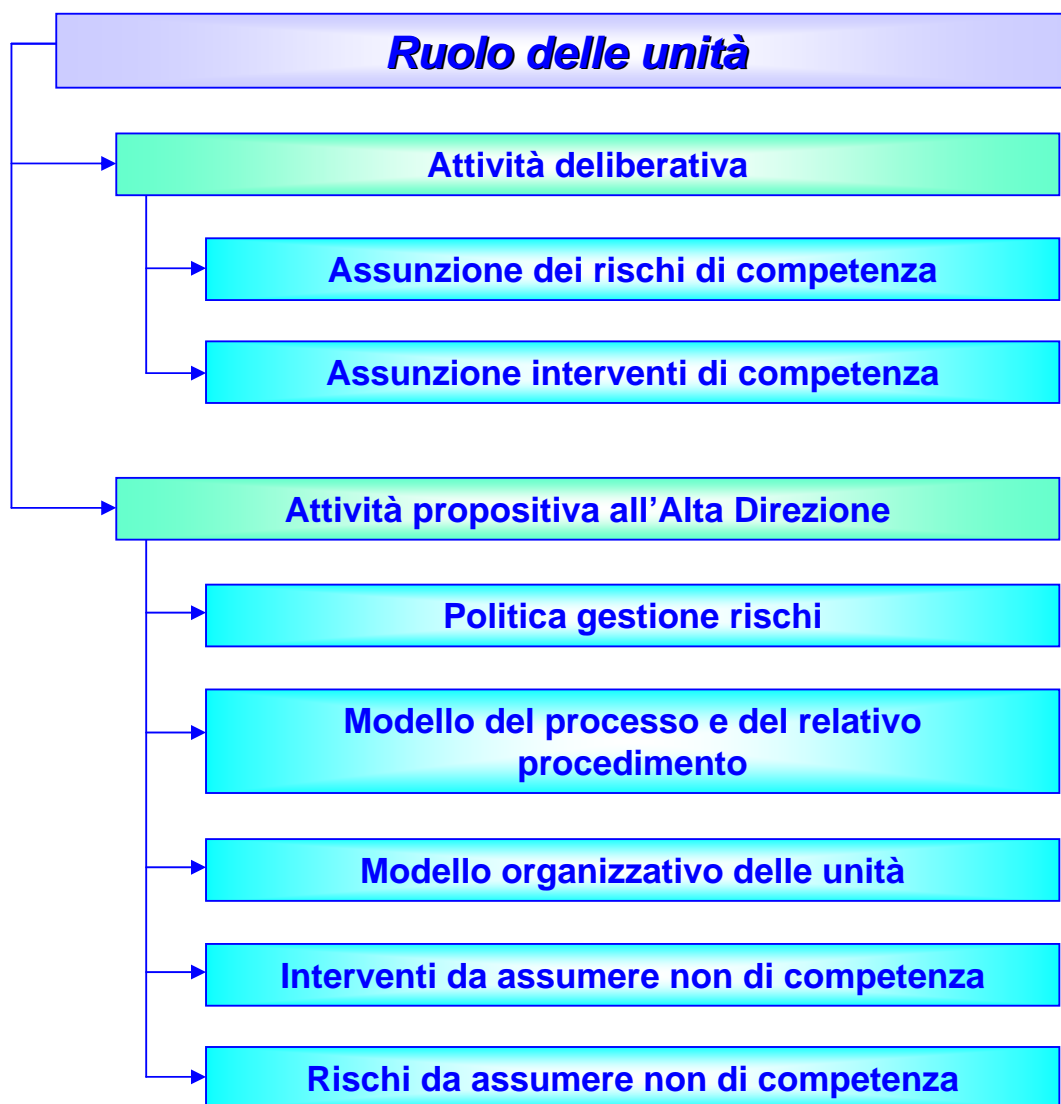 Ruolo delle unità
Attività deliberativa
Assunzione dei rischi di competenza
Assunzione interventi di competenza
Attività propositiva all’Alta Direzione
Politica gestione rischi
Modello del processo e del relativo
procedimento
Modello organizzativo delle unità
Interventi da assumere non di competenza
Rischi da assumere non di competenza